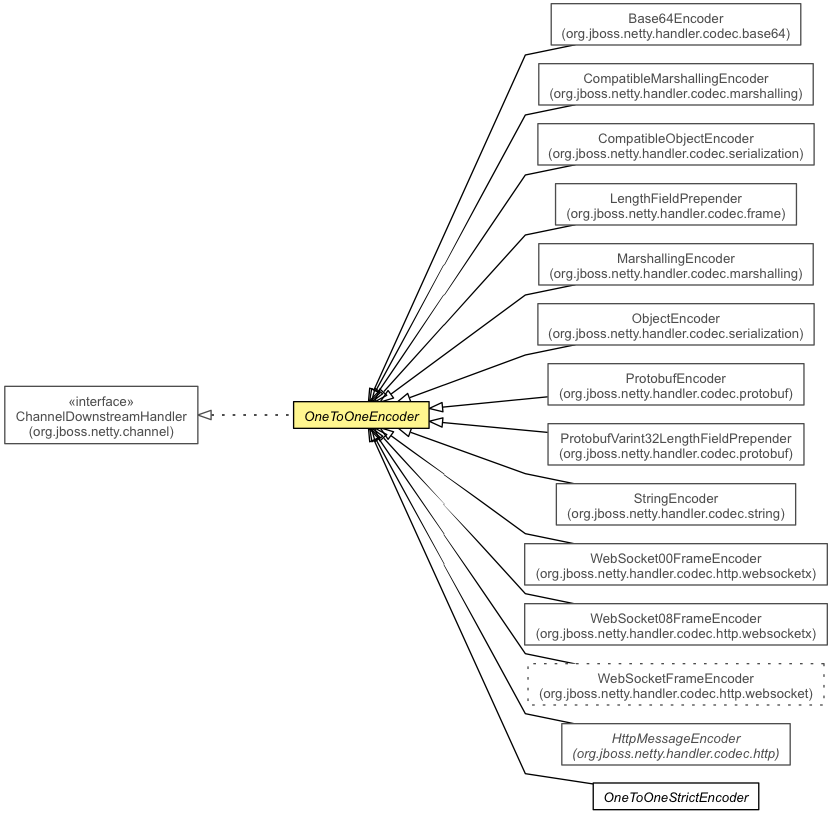 Base64Encoder
(org.jboss.netty.handler.codec.base64)
CompatibleMarshallingEncoder
(org.jboss.netty.handler.codec.marshalling)
CompatibleObjectEncoder
(org.jboss.netty.handler.codec.serialization)
LengthFieldPrepender
(org.jboss.netty.handler.codec.frame)
MarshallingEncoder
(org.jboss.netty.handler.codec.marshalling)
ObjectEncoder
(org.jboss.netty.handler.codec.serialization)
ProtobufEncoder
(org.jboss.netty.handler.codec.protobuf)
«interface»
ChannelDownstreamHandler
(org.jboss.netty.channel)
OneToOneEncoder
ProtobufVarint32LengthFieldPrepender
(org.jboss.netty.handler.codec.protobuf)
StringEncoder
(org.jboss.netty.handler.codec.string)
WebSocket00FrameEncoder
(org.jboss.netty.handler.codec.http.websocketx)
WebSocket08FrameEncoder
(org.jboss.netty.handler.codec.http.websocketx)
WebSocketFrameEncoder
(org.jboss.netty.handler.codec.http.websocket)
HttpMessageEncoder
(org.jboss.netty.handler.codec.http)
OneToOneStrictEncoder